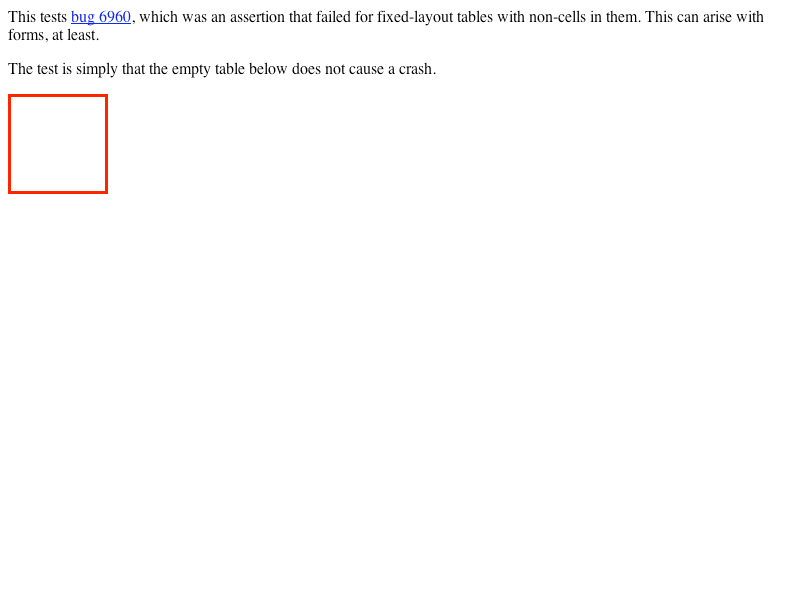 This tests bug 6960, which was an assertion that failed for fixed-layout tables with non-cells in them. This can arise with
forms, at least.
The test is simply that the empty table below does not cause a crash.